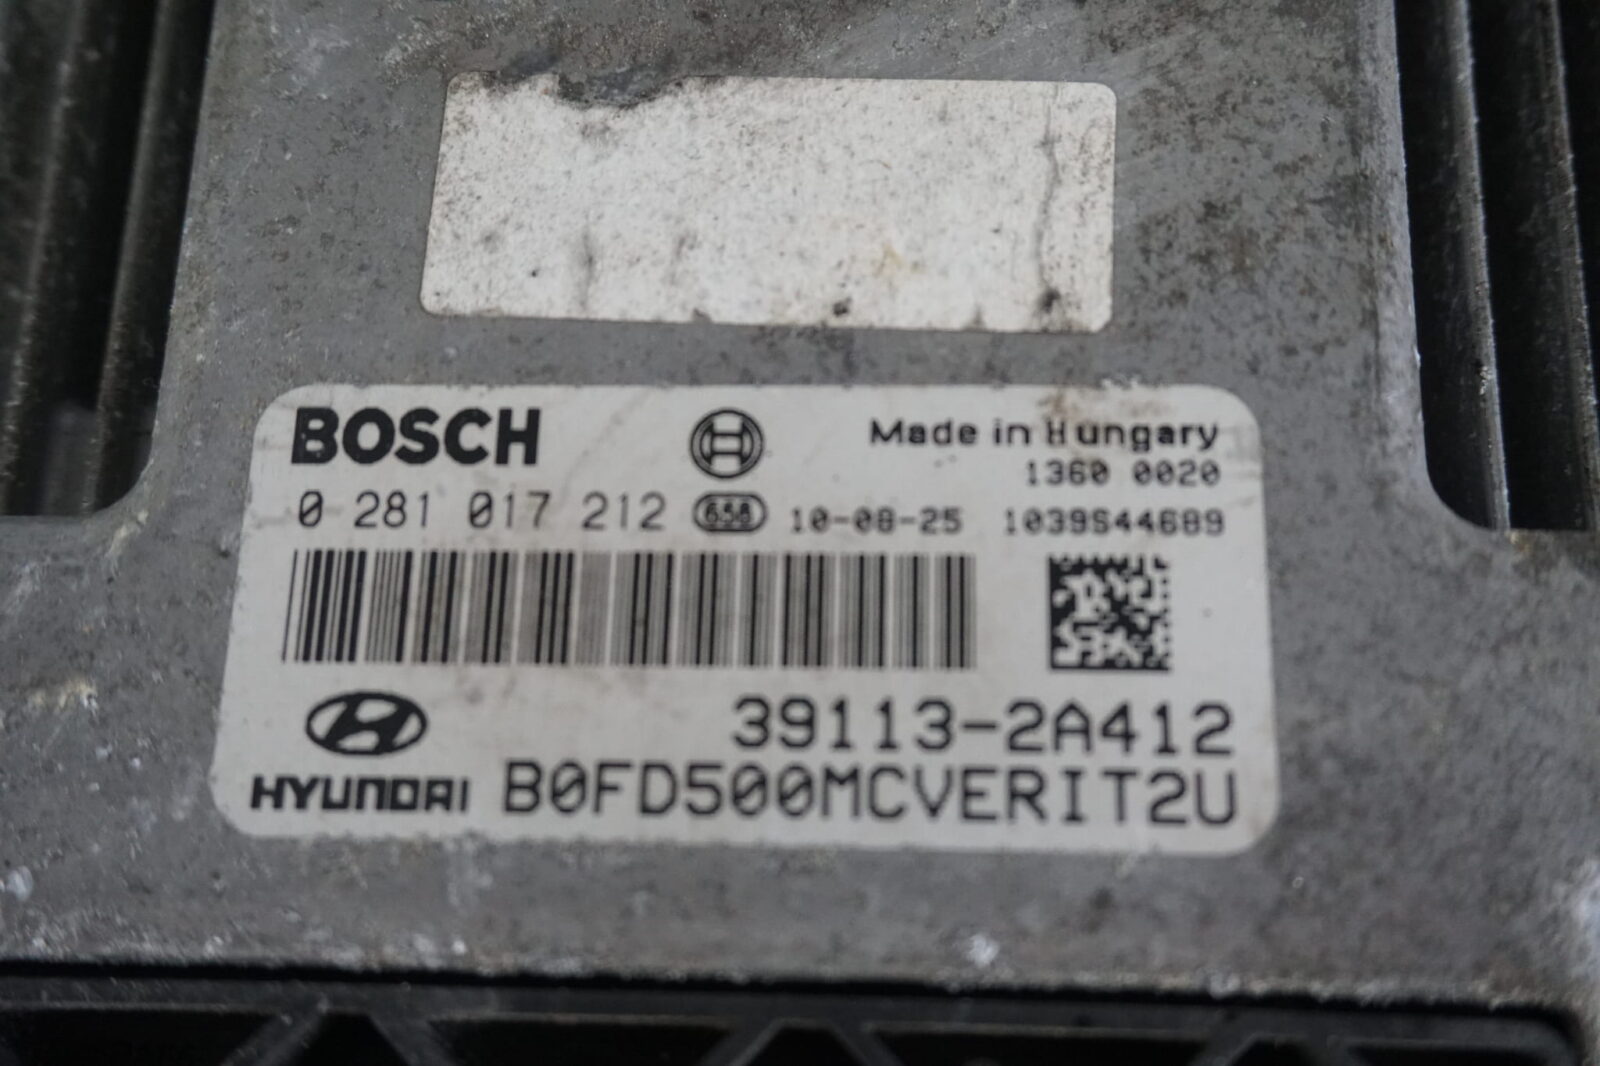 BOSCH
Made in Hungary
1360 0020
0 281 017 212 658 10-08-25 1039S44689
39113-2A412
HYUNDAI B0FD500MCVERIT2U